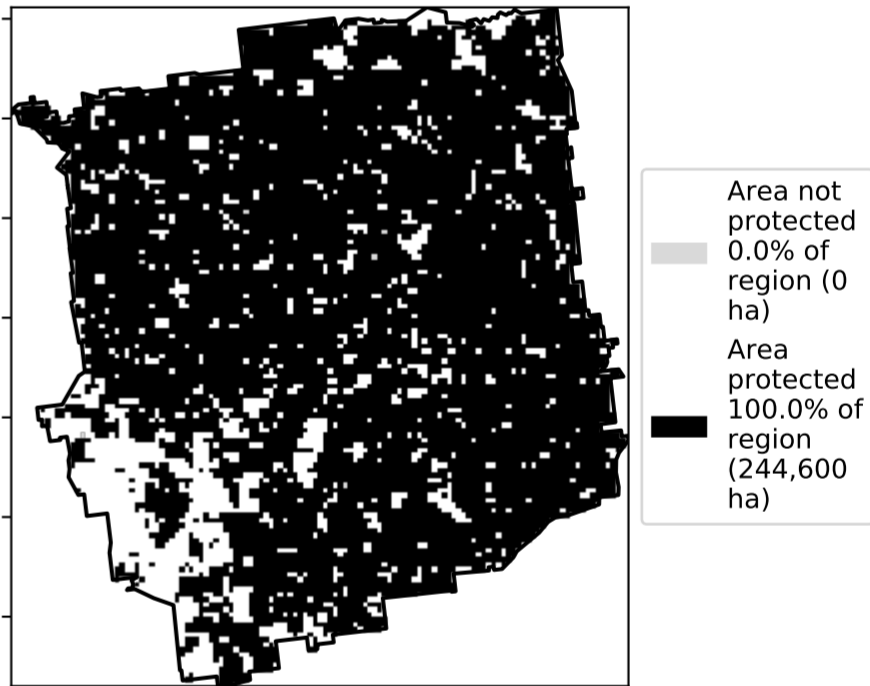 Area not
protected
0.0% of
region (0
ha)
Area
protected
100.0% of
region
(244,600
ha)